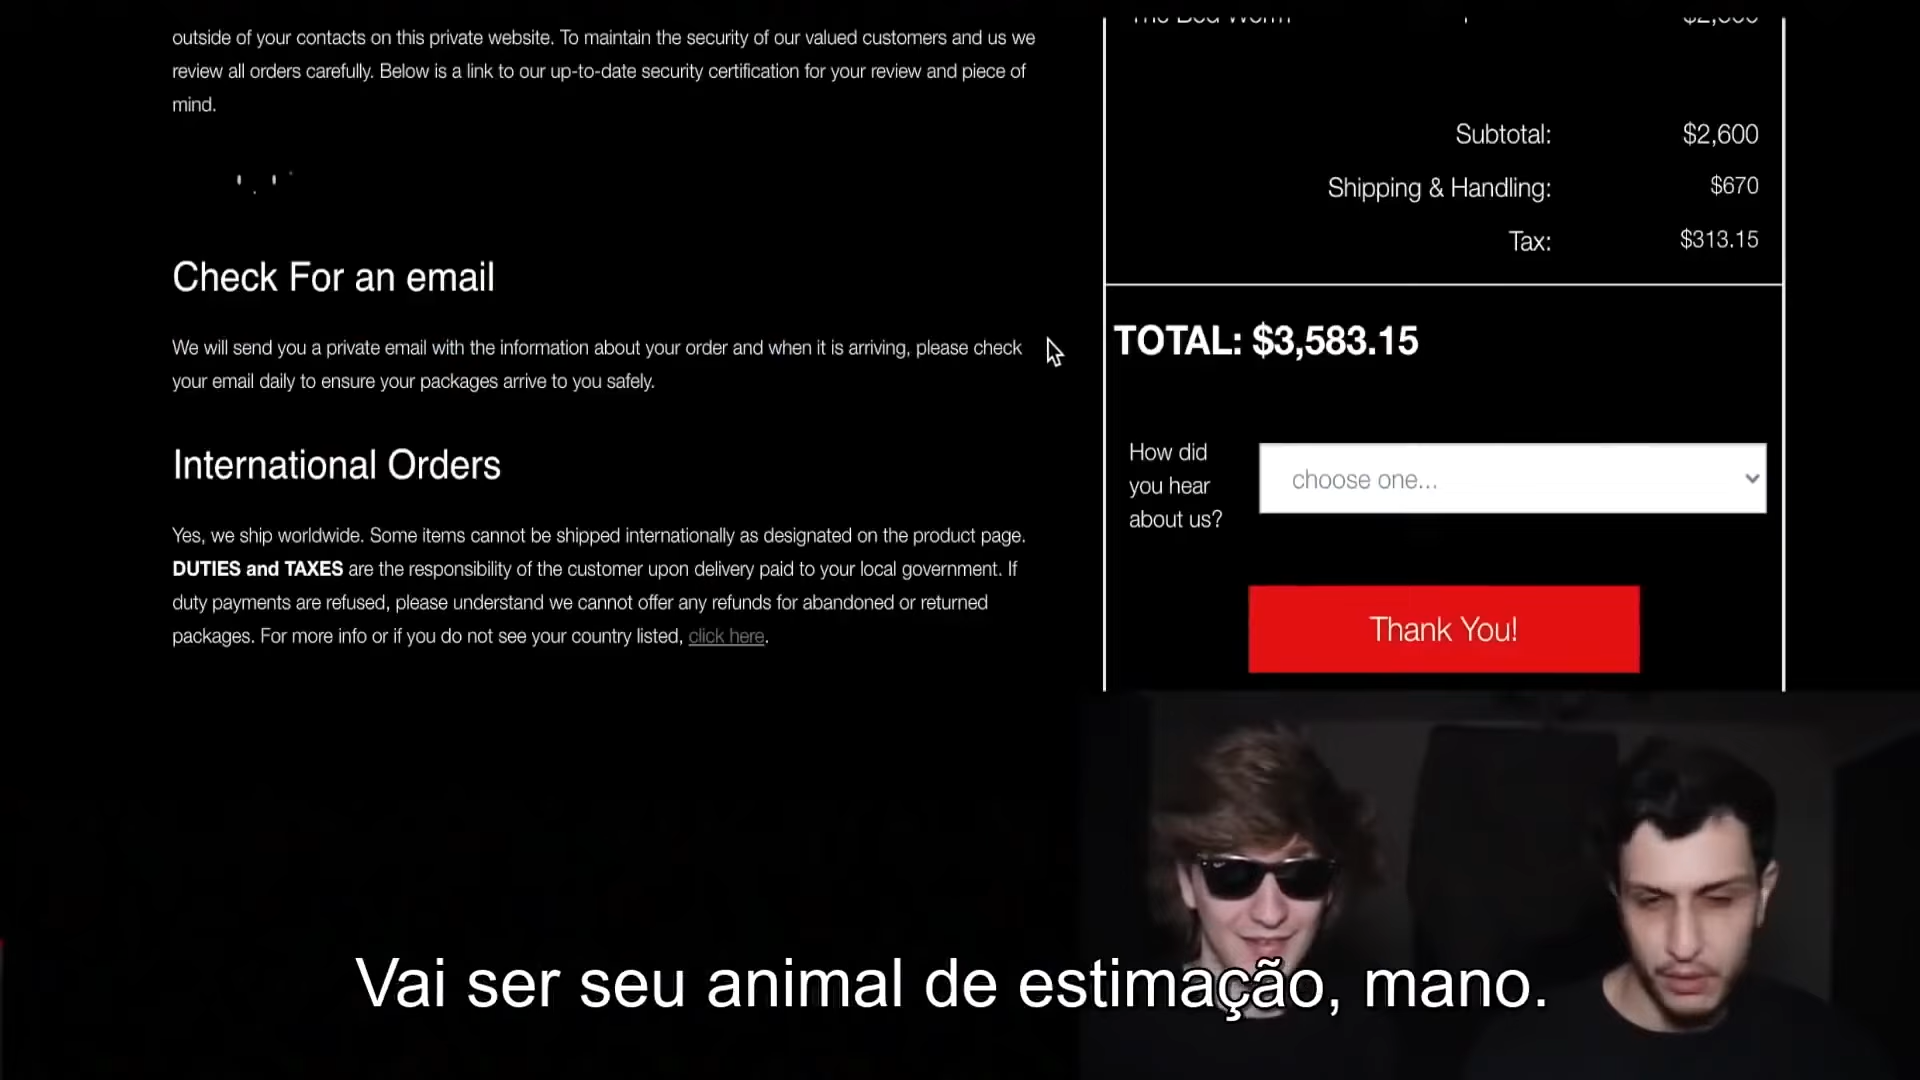 outside of your contacts on this private website. To maintain the security of our valued customers and us we
review all orders carefully. Below is a link to our up-to-date security certification for your review and piece of
mind.
Check For an email
We will send you a private email with the information about your order and when it is arriving, please check
your email daily to ensure your packages arrive to you safely.
International Orders
Yes, we ship worldwide. Some items cannot be shipped internationally as designated on the product page.
DUTIES and TAXES are the responsibility of the customer upon delivery paid to your local government. If
duty payments are refused, please understand we cannot offer any refunds for abandoned or returned
packages. For more info or if you do not see your country listed, click here.
Subtotal: $2,600
Shipping & Handling: $670
Tax: $313.15
TOTAL: $3,583.15
How did
you hear
about us?
choose one...
Thank You!
Vai ser seu animal de estimação, mano.